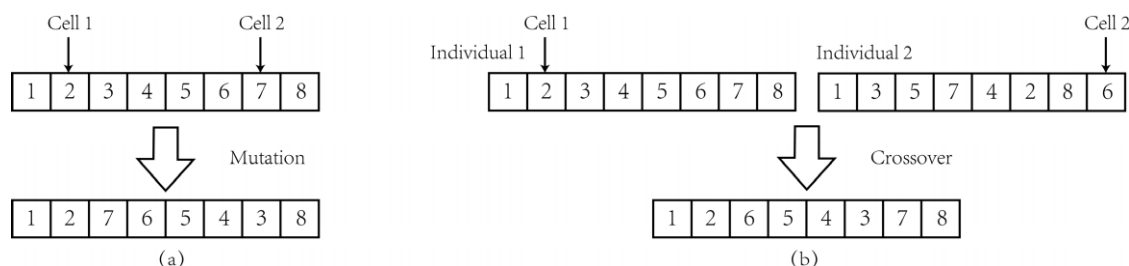 Cell 1 Cell 2
1 2 3 4 5 6 7 8
Mutation
1 2 7 6 5 4 3 8
(a)
Cell 1 Cell 2
Individual 1 Individual 2
1 2 3 4 5 6 7 8 1 3 5 7 4 2 8 6
Crossover
1 2 6 5 4 3 7 8
(b)